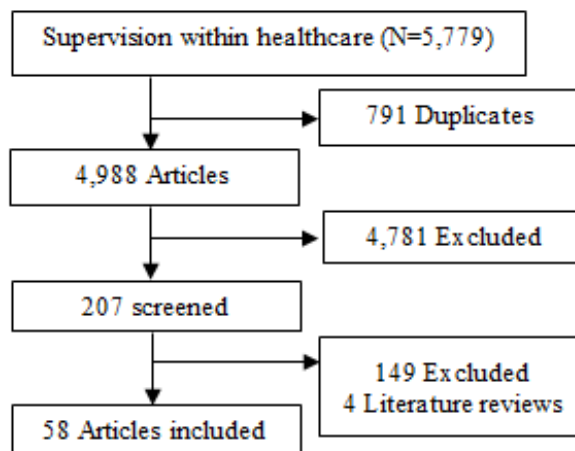 Supervision within healthcare (N=5,779)
791 Duplicates
4,988 Articles
4,781 Excluded
207 screened
149 Excluded
4 Literature reviews
58 Articles included